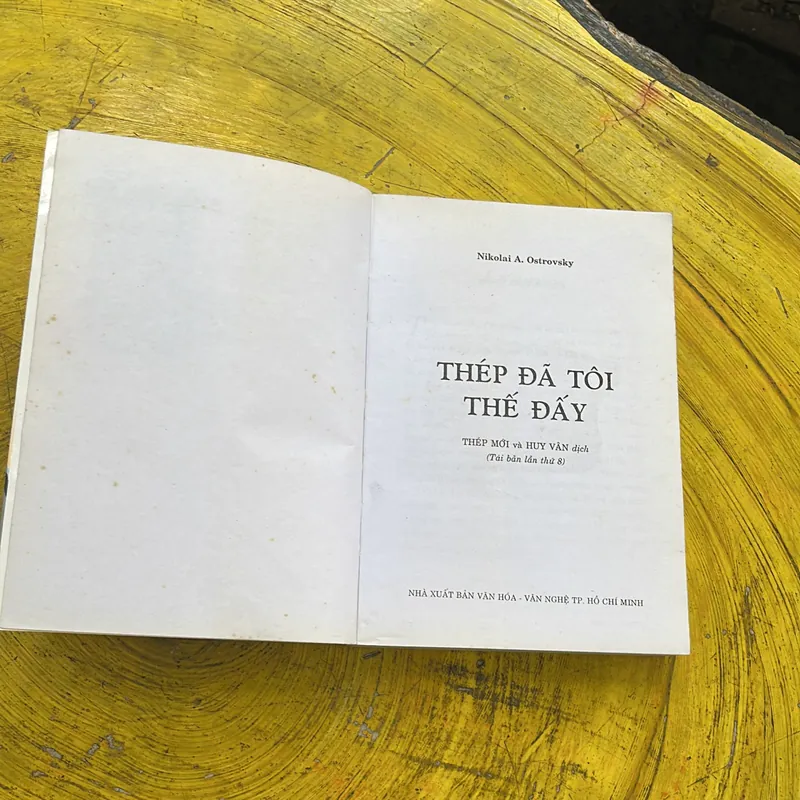 Nikolai A. Ostrovsky
THÉP ĐÃ TÔI
THẾ ĐẤY
THÉP MỚI và HUY VÂN dịch
(Tái bản lần thứ 8)
NHÀ XUẤT BẢN VĂN HÓA - VĂN NGHỆ TP. HỒ CHÍ MINH